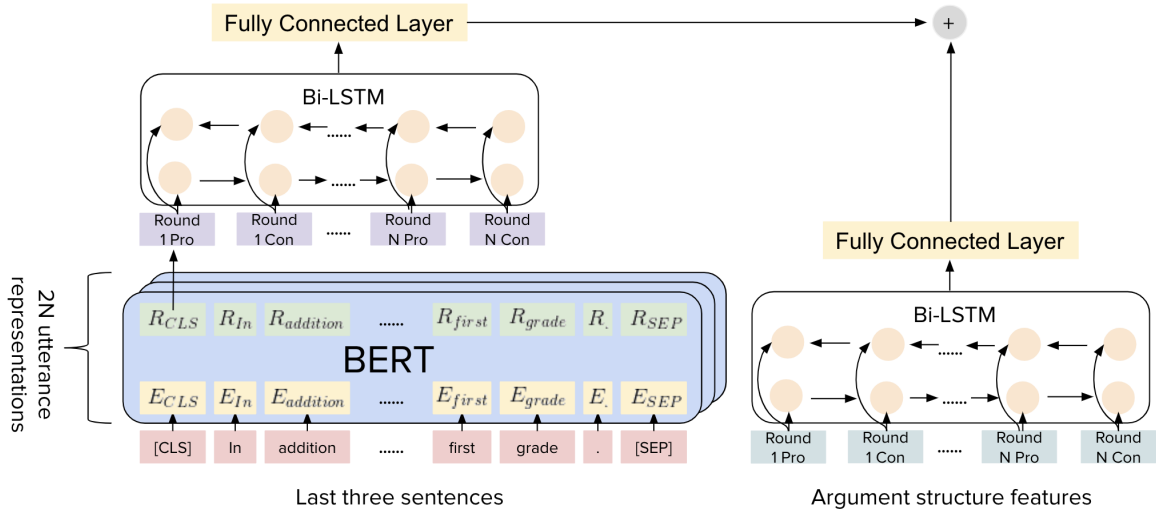 Fully Connected Layer
+
Bi-LSTM
......
......
Round 1 Pro
Round 1 Con
......
Round N Pro
Round N Con
2N utterance representations
R_CLS R_In R_addition ...... R_first R_grade R_. R_SEP
BERT
E_CLS E_In E_addition ...... E_first E_grade E_. E_SEP
[CLS] In addition ...... first grade . [SEP]
Last three sentences
Fully Connected Layer
Bi-LSTM
......
......
Round 1 Pro
Round 1 Con
......
Round N Pro
Round N Con
Argument structure features